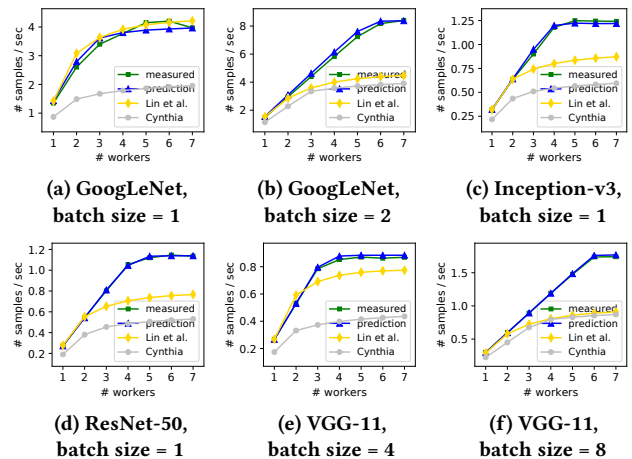 # samples / sec
4
3
2
1
measured
prediction
Lin et al.
Cynthia
1 2 3 4 5 6 7
# workers
(a) GoogLeNet,
batch size = 1
# samples / sec
8
6
4
2
measured
prediction
Lin et al.
Cynthia
1 2 3 4 5 6 7
# workers
(b) GoogLeNet,
batch size = 2
# samples / sec
1.25
1.00
0.75
0.50
0.25
measured
prediction
Lin et al.
Cynthia
1 2 3 4 5 6 7
# workers
(c) Inception-v3,
batch size = 1
# samples / sec
1.2
1.0
0.8
0.6
0.4
0.2
measured
prediction
Lin et al.
Cynthia
1 2 3 4 5 6 7
# workers
(d) ResNet-50,
batch size = 1
# samples / sec
0.8
0.6
0.4
0.2
measured
prediction
Lin et al.
Cynthia
1 2 3 4 5 6 7
# workers
(e) VGG-11,
batch size = 4
# samples / sec
1.5
1.0
0.5
measured
prediction
Lin et al.
Cynthia
1 2 3 4 5 6 7
# workers
(f) VGG-11,
batch size = 8